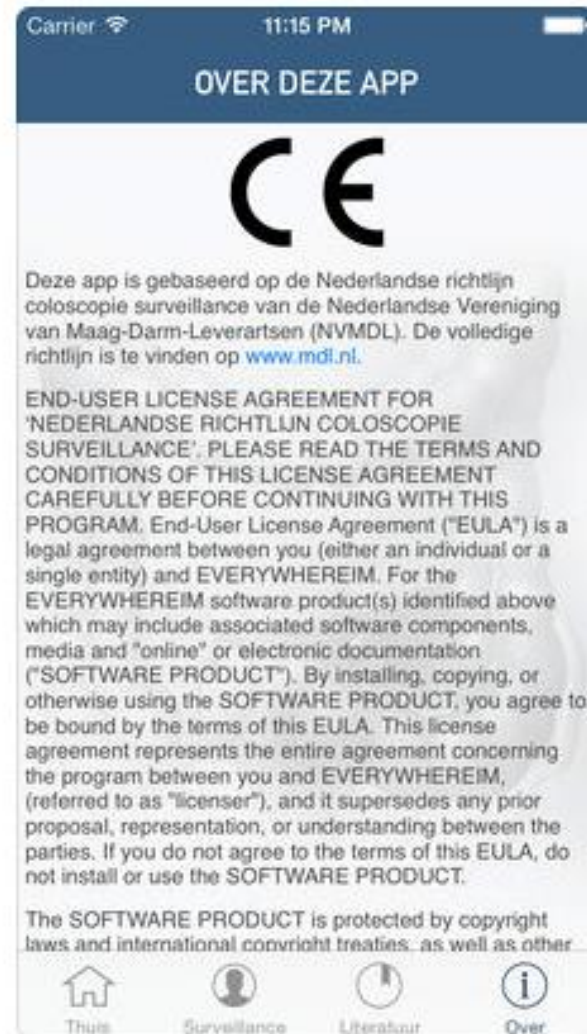 Carrier
11:15 PM
OVER DEZE APP
CE
Deze app is gebaseerd op de Nederlandse richtlijn
coloscopie surveillance van de Nederlandse Vereniging
van Maag-Darm-Leverartsen (NVMDL). De volledige
richtlijn is te vinden op www.mdl.nl.
END-USER LICENSE AGREEMENT FOR
'NEDERLANDSE RICHTLIJN COLOSCOPIE
SURVEILLANCE'. PLEASE READ THE TERMS AND
CONDITIONS OF THIS LICENSE AGREEMENT
CAREFULLY BEFORE CONTINUING WITH THIS
PROGRAM. End-User License Agreement ("EULA") is a
legal agreement between you (either an individual or a
single entity) and EVERYWHEREIM. For the
EVERYWHEREIM software product(s) identified above
which may include associated software components,
media and "online" or electronic documentation
("SOFTWARE PRODUCT"). By installing, copying, or
otherwise using the SOFTWARE PRODUCT, you agree to
be bound by the terms of this EULA. This license
agreement represents the entire agreement concerning
the program between you and EVERYWHEREIM,
(referred to as "licenser"), and it supersedes any prior
proposal, representation, or understanding between the
parties. If you do not agree to the terms of this EULA, do
not install or use the SOFTWARE PRODUCT.
The SOFTWARE PRODUCT is protected by copyright
laws and international copyright treaties, as well as other
Thuis
Surveillance
Literatuur
Over